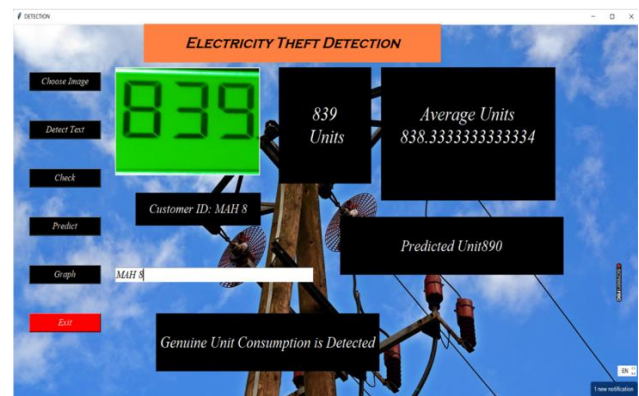 DETECTION
ELECTRICITY THEFT DETECTION
Choose Image
Detect Text
Check
Predict
Graph
Exit
839
839
Units
Average Units
838.3333333333334
Customer ID: MAH 8
Predicted Unit890
MAH 8
Genuine Unit Consumption is Detected
EN
1 new notification